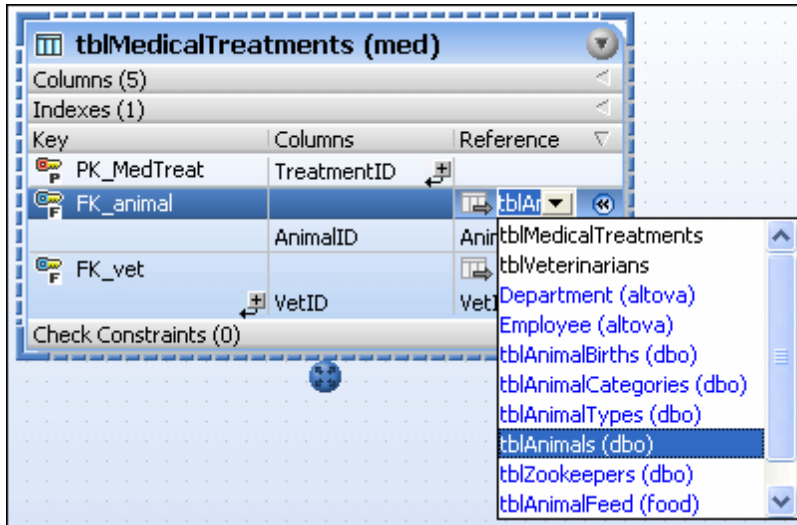 tblMedicalTreatments (med)
Columns (5)
Indexes (1)
Key Columns Reference
P PK_MedTreat TreatmentID
F FK_animal tblAr
AnimalID Anir
F FK_vet
VetID VetI
Check Constraints (0)
tblMedicalTreatments
tblVeterinarians
Department (altova)
Employee (altova)
tblAnimalBirths (dbo)
tblAnimalCategories (dbo)
tblAnimalTypes (dbo)
tblAnimals (dbo)
tblZookeepers (dbo)
tblAnimalFeed (food)